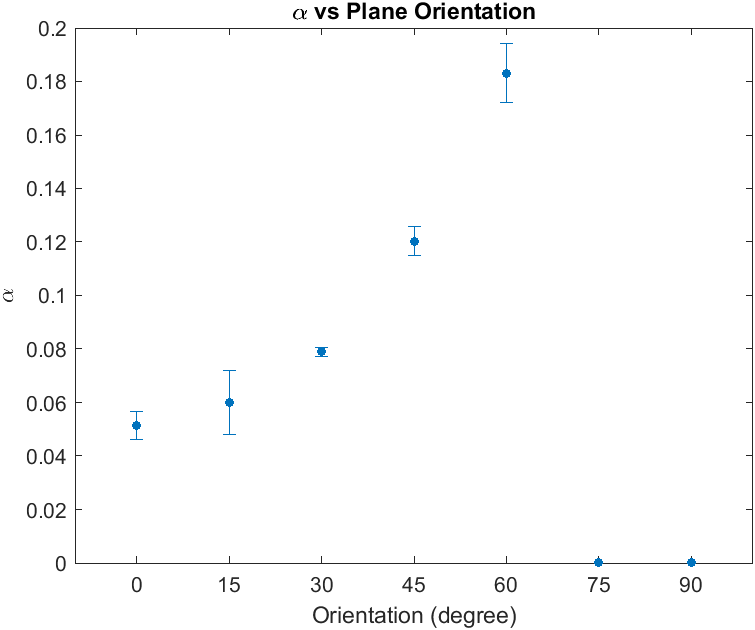 α vs Plane Orientation
0.2
0.18
0.16
0.14
0.12
0.1
0.08
0.06
0.04
0.02
0
α
0 15 30 45 60 75 90
Orientation (degree)